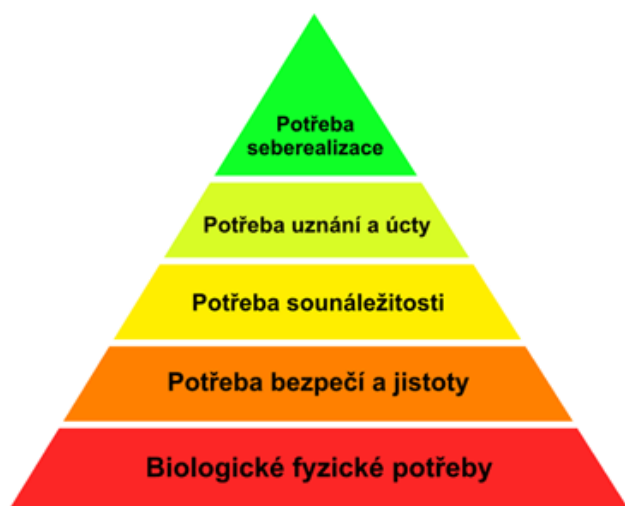 Potřeba
seberealizace
Potřeba uznání a úcty
Potřeba sounáležitosti
Potřeba bezpečí a jistoty
Biologické fyzické potřeby